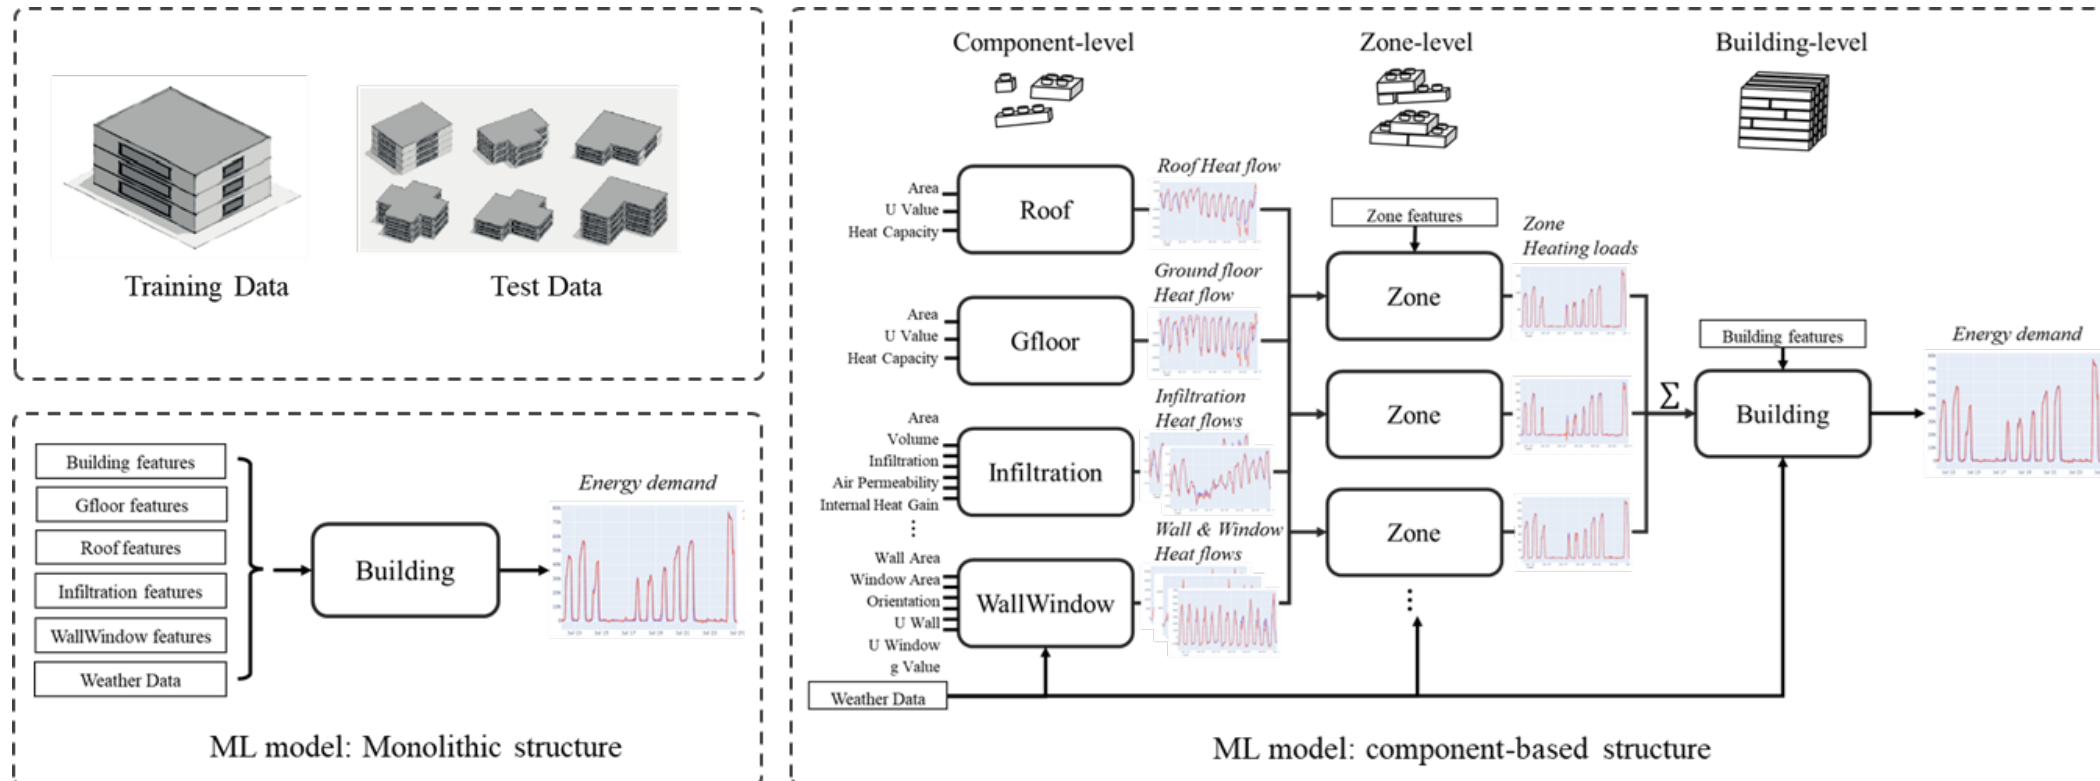 Training Data
Test Data
Building features
Gfloor features
Roof features
Infiltration features
WallWindow features
Weather Data
Building
Energy demand
ML model: Monolithic structure
Component-level
Zone-level
Building-level
Area
U Value
Heat Capacity
Roof
Roof Heat flow
Area
U Value
Heat Capacity
Gfloor
Ground floor
Heat flow
Area
Volume
Infiltration
Air Permeability
Internal Heat Gain
Infiltration
Infiltration
Heat flows
Wall Area
Window Area
Orientation
U Wall
U Window
g Value
WallWindow
Wall & Window
Heat flows
Weather Data
Zone features
Zone
Zone
Zone
Zone
Heating loads
Σ
Building features
Building
Energy demand
ML model: component-based structure